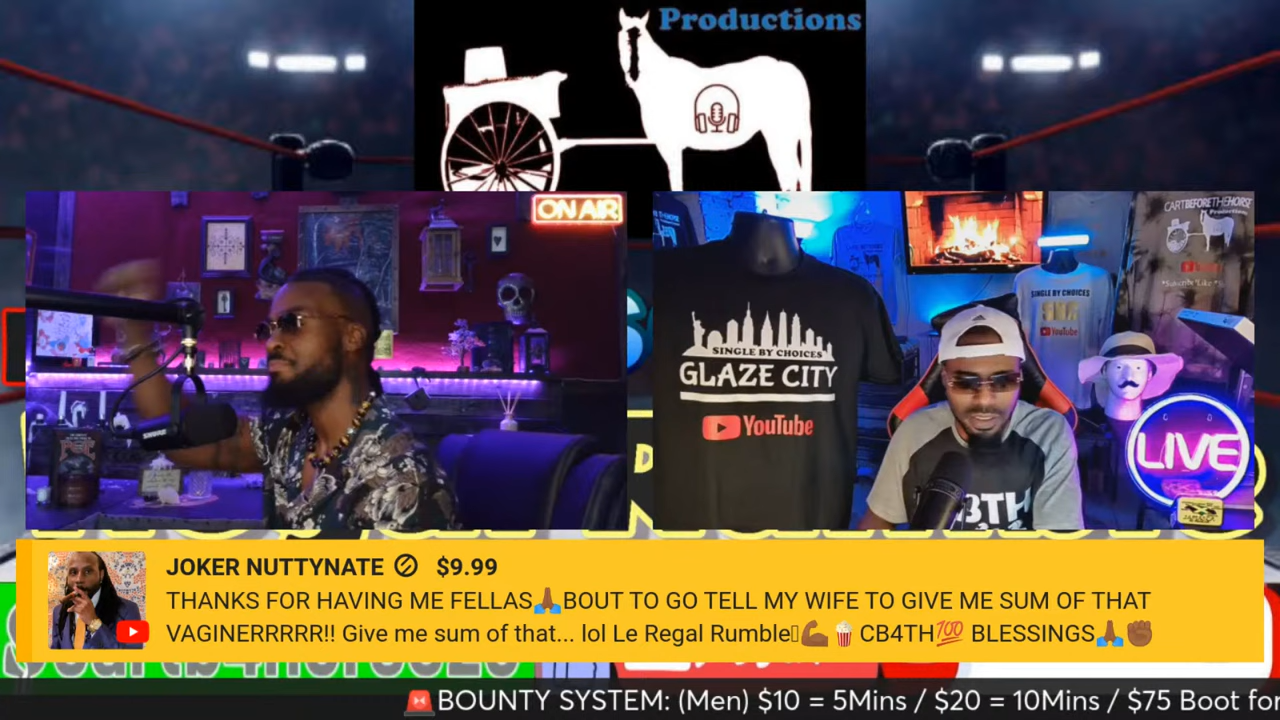 Productions
ON AIR
SINGLE BY CHOICES
GLAZE CITY
YouTube
CARTBEFORETHEHORSE
Productions
SINGLE BY CHOICES
YouTube
LIVE
SHURE
JOKER NUTTYNATE $9.99
THANKS FOR HAVING ME FELLAS🙏🏾BOUT TO GO TELL MY WIFE TO GIVE ME SUM OF THAT
VAGINERRRRR!! Give me sum of that... lol Le Regal Rumble💪🏾🍿 CB4TH💯 BLESSINGS🙏🏾✊🏾
🚨BOUNTY SYSTEM: (Men) $10 = 5Mins / $20 = 10Mins / $75 Boot for